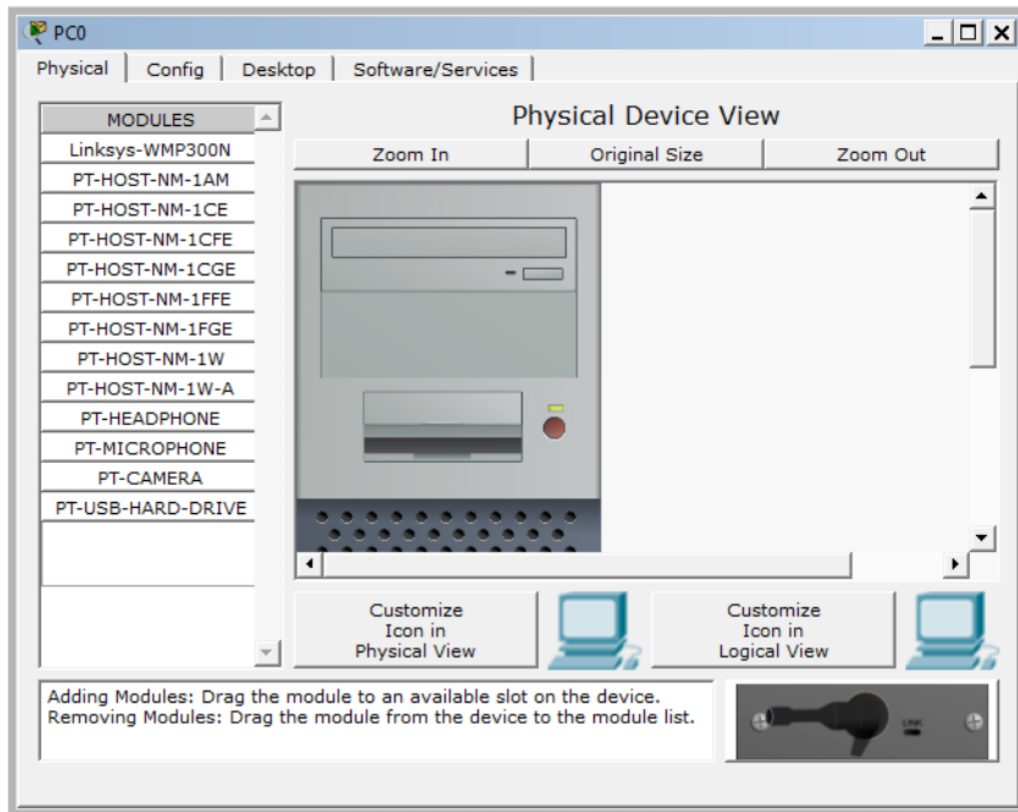 PC0
Physical Config Desktop Software/Services
MODULES
Linksys-WMP300N
PT-HOST-NM-1AM
PT-HOST-NM-1CE
PT-HOST-NM-1CFE
PT-HOST-NM-1CGE
PT-HOST-NM-1FFE
PT-HOST-NM-1FGE
PT-HOST-NM-1W
PT-HOST-NM-1W-A
PT-HEADPHONE
PT-MICROPHONE
PT-CAMERA
PT-USB-HARD-DRIVE
Physical Device View
Zoom In Original Size Zoom Out
Customize
Icon in
Physical View
Customize
Icon in
Logical View
Adding Modules: Drag the module to an available slot on the device.
Removing Modules: Drag the module from the device to the module list.
LINK